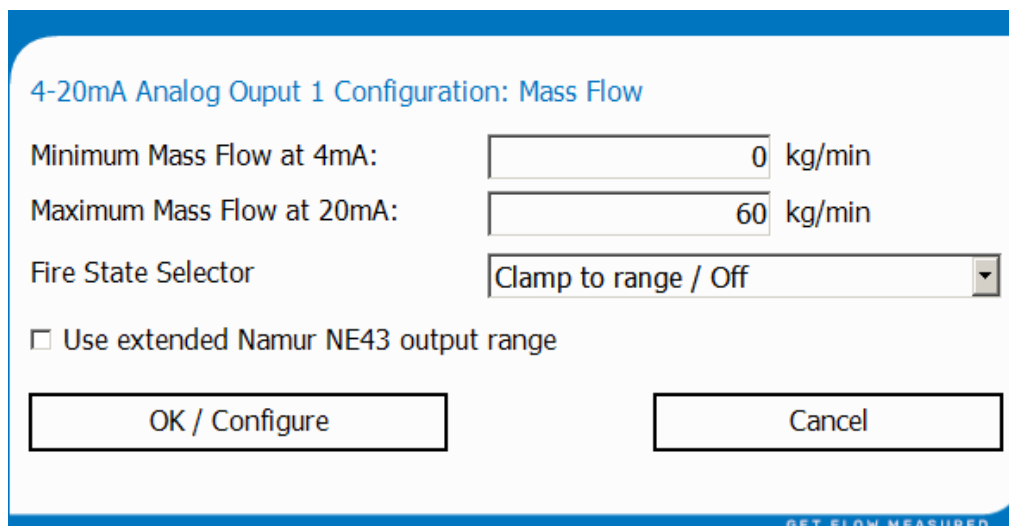 4-20mA Analog Ouput 1 Configuration: Mass Flow
Minimum Mass Flow at 4mA: 0 kg/min
Maximum Mass Flow at 20mA: 60 kg/min
Fire State Selector Clamp to range / Off
Use extended Namur NE43 output range
OK / Configure Cancel
GET FLOW MEASURED